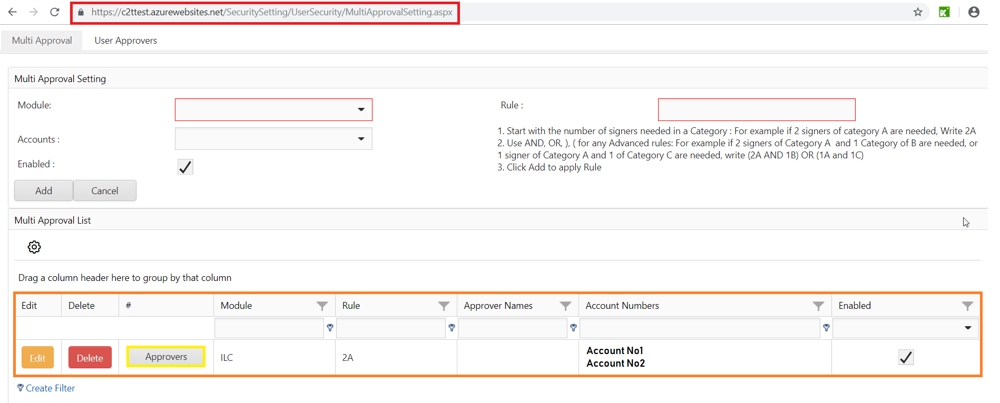 https://c2ttest.azurewebsites.net/SecuritySetting/UserSecurity/MultiApprovalSetting.aspx
Multi Approval User Approvers
Multi Approval Setting
Module: Rule :
1. Start with the number of signers needed in a Category : For example if 2 signers of category A are needed, Write 2A
Accounts : 2. Use AND, OR, ), ( for any Advanced rules: For example if 2 signers of Category A and 1 Category of B are needed, or
1 signer of Category A and 1 of Category C are needed, write (2A AND 1B) OR (1A and 1C)
Enabled : 3. Click Add to apply Rule
Add Cancel
Multi Approval List
Drag a column header here to group by that column
Edit Delete # Module Rule Approver Names Account Numbers Enabled
Edit Delete Approvers ILC 2A Account No1
Account No2
Create Filter